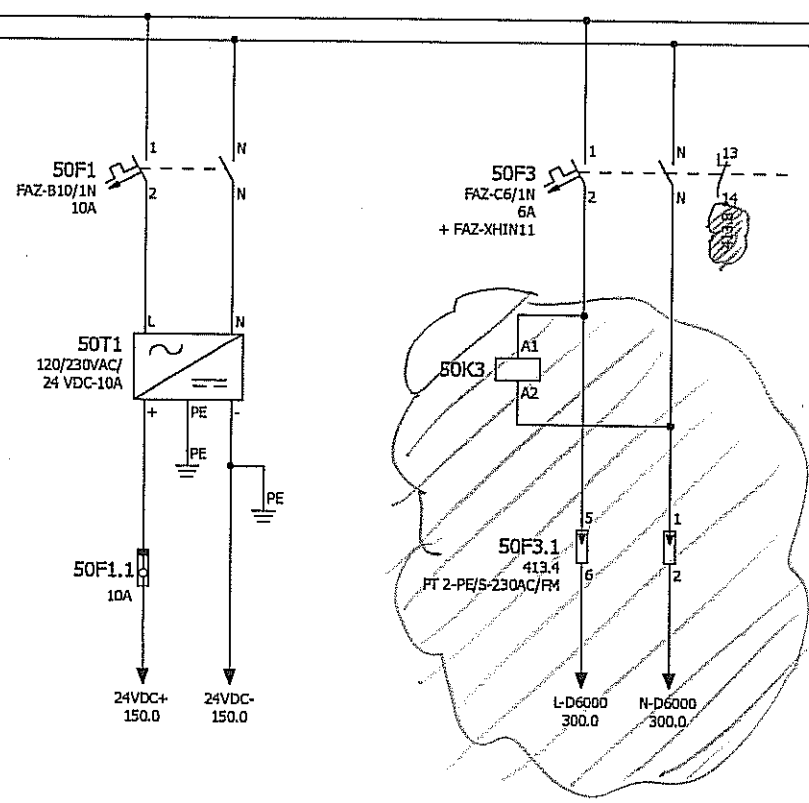 1
N
50F1
FAZ-B10/1N
10A
2
N
L
N
50T1
120/230VAC/
24 VDC-10A
+
PE
-
PE
PE
50F1.1
10A
24VDC+
150.0
24VDC-
150.0
1
N
13
50F3
FAZ-C6/1N
6A
+ FAZ-XHIN11
2
N
14
A1
50K3
A2
5
1
50F3.1
413.4
PT 2-PE/S-230AC/FM
6
2
L-D6000
300.0
N-D6000
300.0